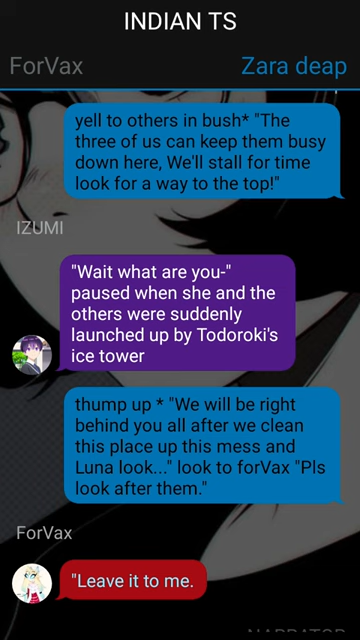 INDIAN TS
ForVax
Zara deap
yell to others in bush* "The
three of us can keep them busy
down here, We'll stall for time
look for a way to the top!"
IZUMI
"Wait what are you-"
paused when she and the
others were suddenly
launched up by Todoroki's
ice tower
thump up * "We will be right
behind you all after we clean
this place up this mess and
Luna look..." look to forVax "Pls
look after them."
ForVax
"Leave it to me.
NARRATOR